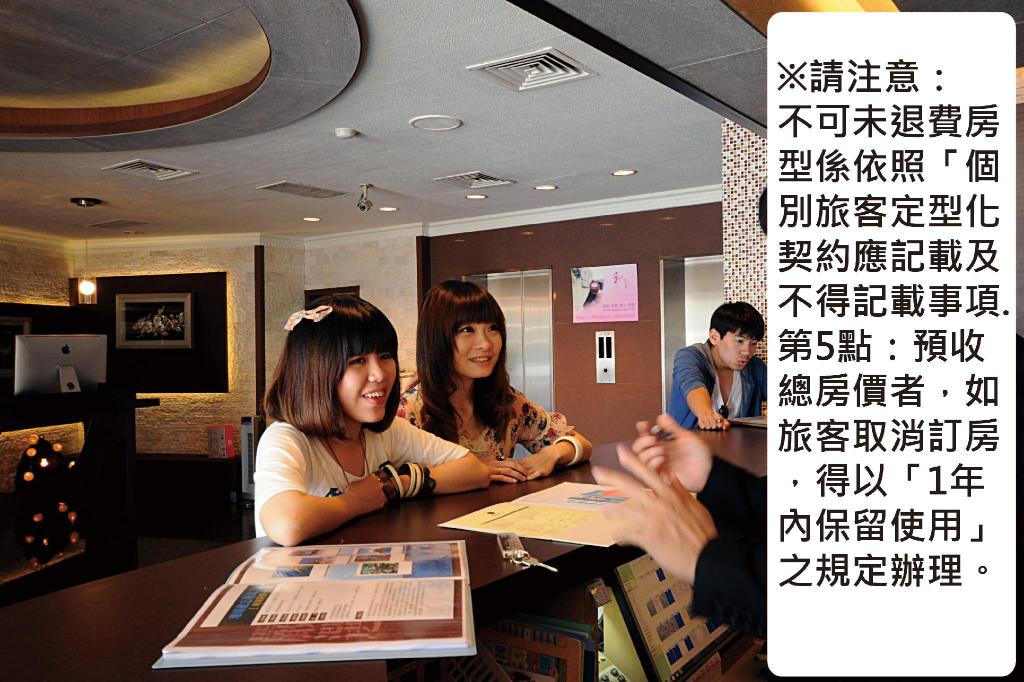 ※請注意：
不可未退費房
型係依照「個
別旅客定型化
契約應記載及
不得記載事項.
第5點：預收
總房價者，如
旅客取消訂房
，得以「1年
內保留使用」
之規定辦理。